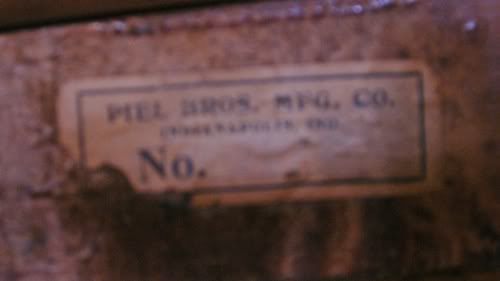 PIEL BROS. MFG. CO.
INDIANAPOLIS, IND.
No.